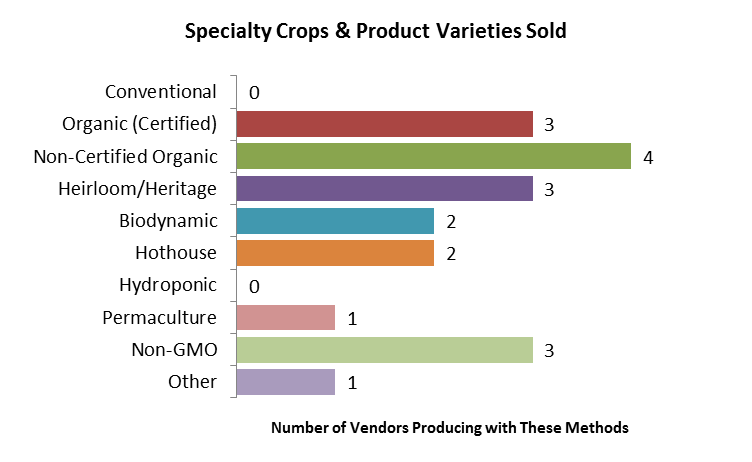 Specialty Crops & Product Varieties Sold
Conventional 0
Organic (Certified) 3
Non-Certified Organic 4
Heirloom/Heritage 3
Biodynamic 2
Hothouse 2
Hydroponic 0
Permaculture 1
Non-GMO 3
Other 1
Number of Vendors Producing with These Methods